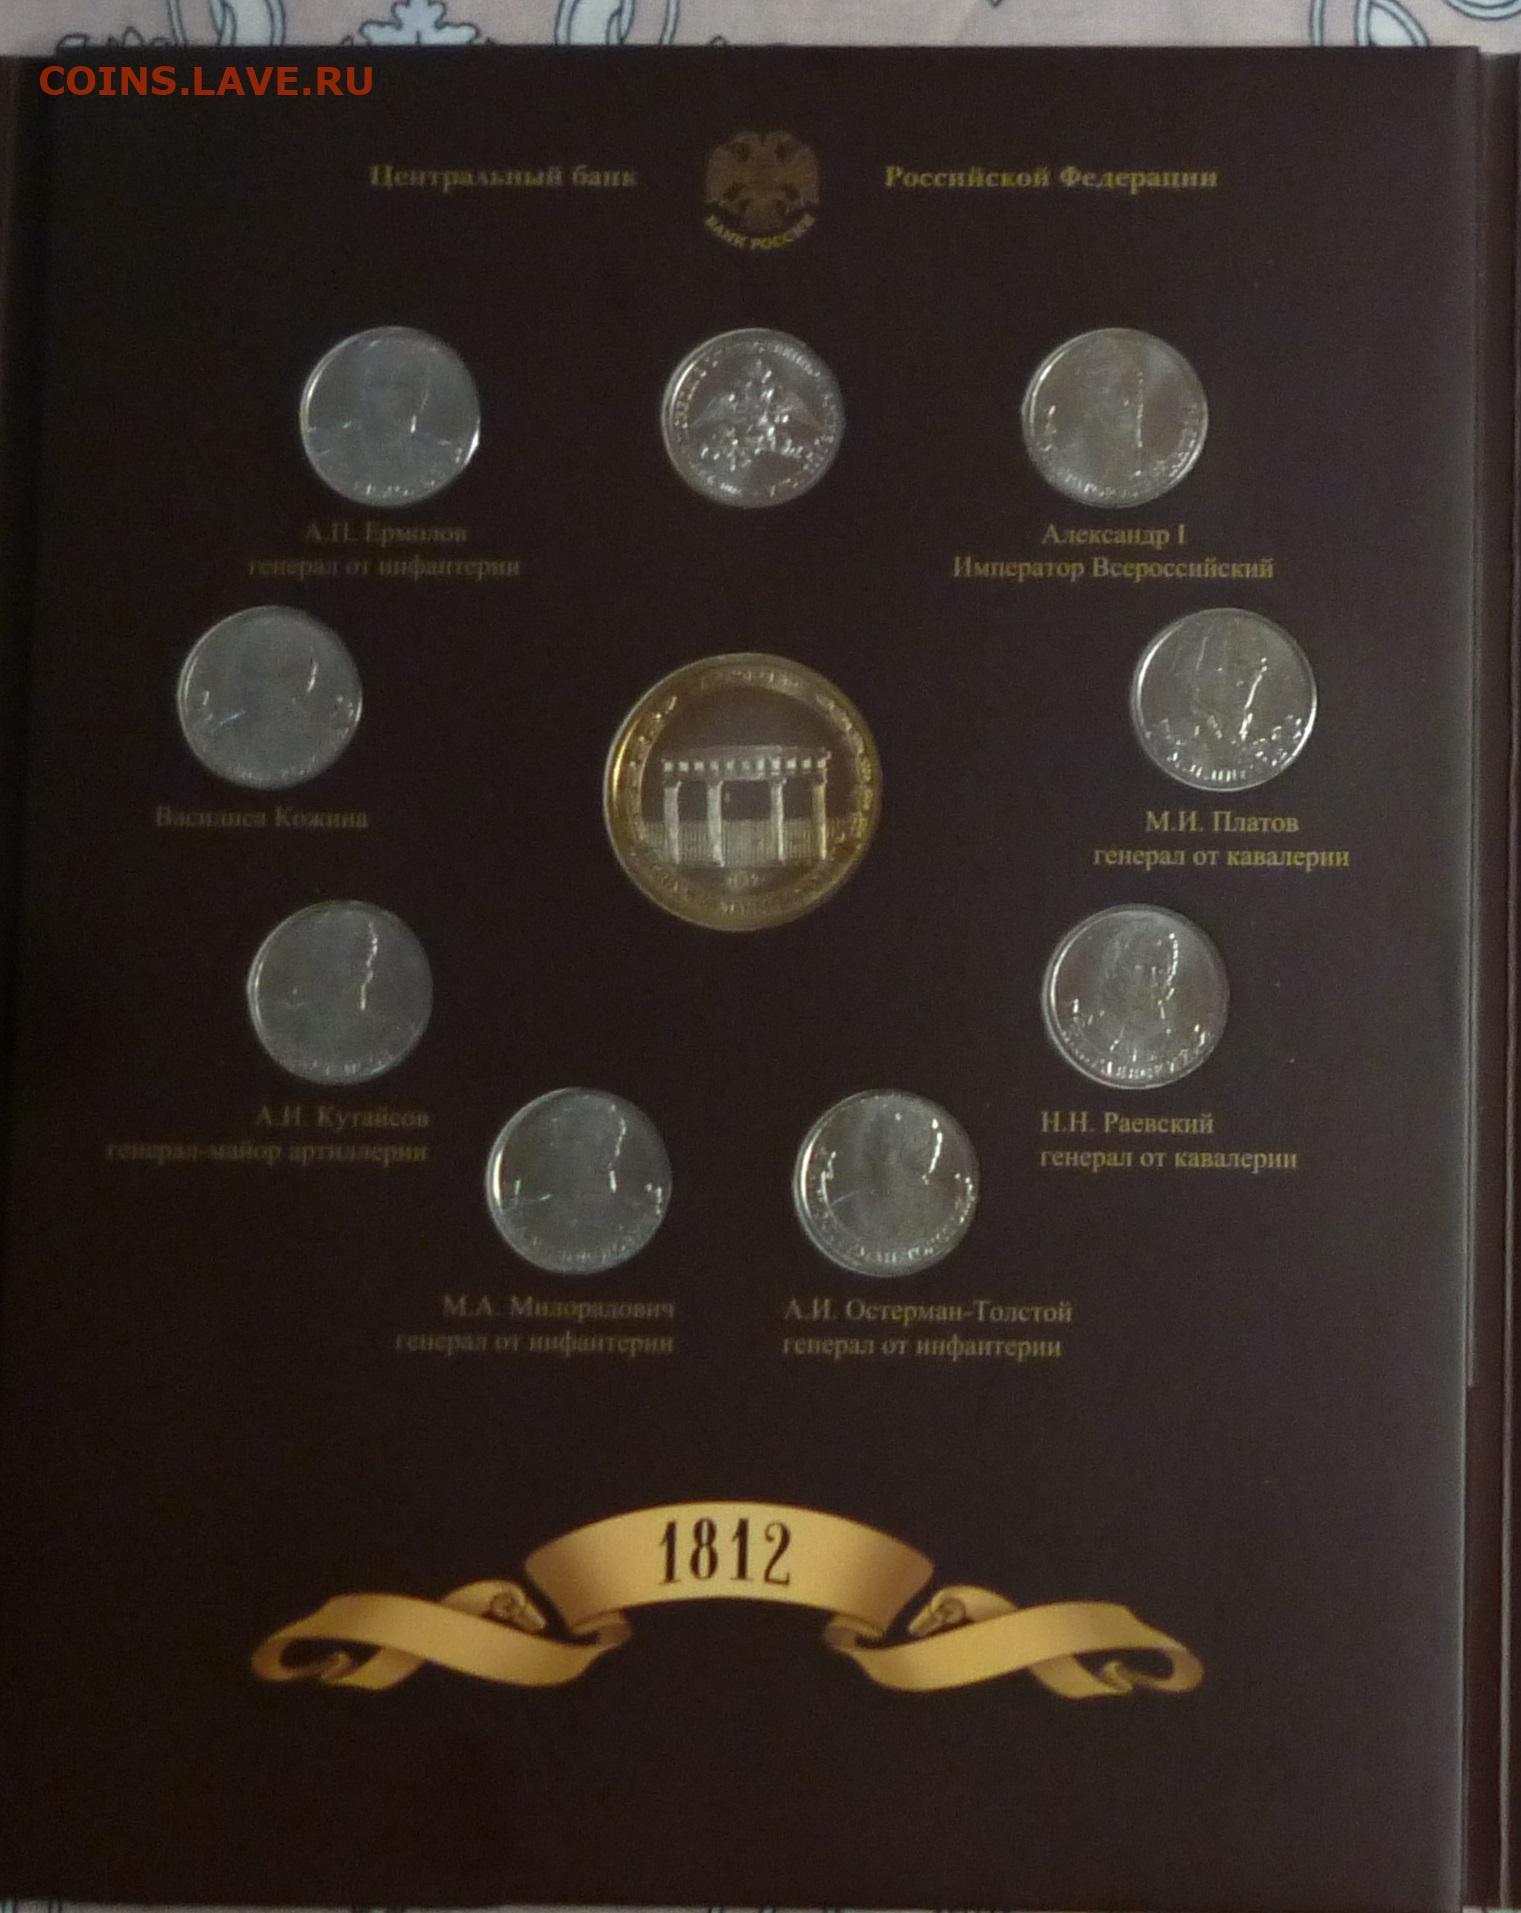 COINS.LAVE.RU
Центральный банк Российской Федерации
БАНК РОССИИ
А.П. Ермолов
генерал от инфантерии
Александр I
Император Всероссийский
Василиса Кожина
М.И. Платов
генерал от кавалерии
А.И. Кутайсов
генерал-майор артиллерии
Н.Н. Раевский
генерал от кавалерии
М.А. Милорадович
генерал от инфантерии
А.И. Остерман-Толстой
генерал от инфантерии
1812